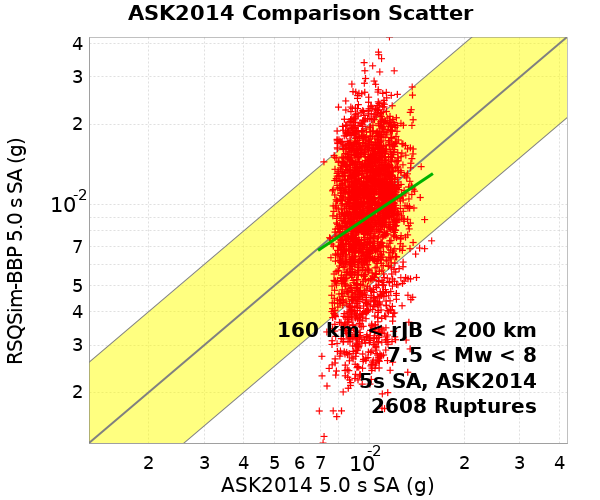 ASK2014 Comparison Scatter
RSQSim-BBP 5.0 s SA (g)
4
3
2
10-2
7
5
4
3
2
160 km < rJB < 200 km
7.5 < Mw < 8
5s SA, ASK2014
2608 Ruptures
2 3 4 5 6 7 10-2 2 3 4
ASK2014 5.0 s SA (g)